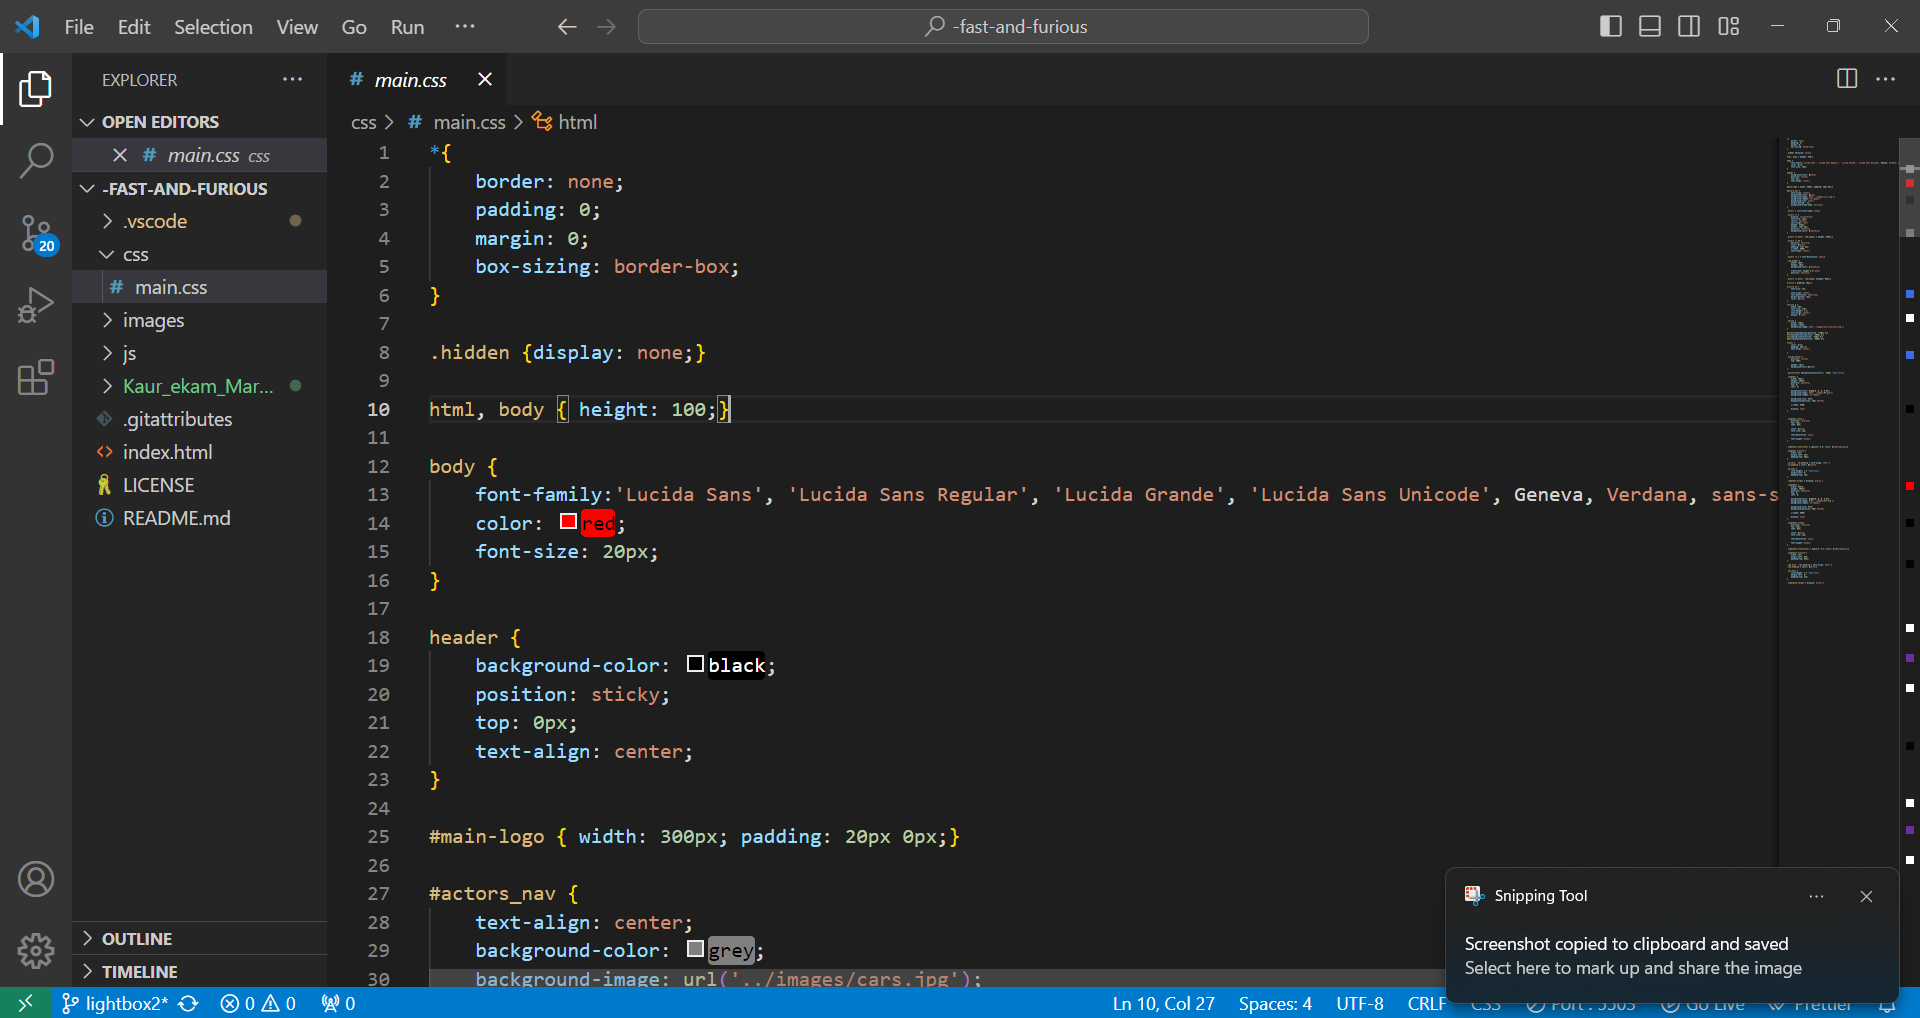 File Edit Selection View Go Run ··· -fast-and-furious
EXPLORER ···
OPEN EDITORS
main.css css
-FAST-AND-FURIOUS
.vscode
css
# main.css
images
js
Kaur_ekam_Mar...
.gitattributes
index.html
LICENSE
README.md
OUTLINE
TIMELINE
20
# main.css
css > # main.css > html
1 *{
2 border: none;
3 padding: 0;
4 margin: 0;
5 box-sizing: border-box;
6 }
7
8 .hidden {display: none;}
9
10 html, body { height: 100;}
11
12 body {
13 font-family:'Lucida Sans', 'Lucida Sans Regular', 'Lucida Grande', 'Lucida Sans Unicode', Geneva, Verdana, sans-s
14 color: red;
15 font-size: 20px;
16 }
17
18 header {
19 background-color: black;
20 position: sticky;
21 top: 0px;
22 text-align: center;
23 }
24
25 #main-logo { width: 300px; padding: 20px 0px;}
26
27 #actors_nav {
28 text-align: center;
29 background-color: grey;
30 background-image: url('../images/cars.jpg');
Snipping Tool
Screenshot copied to clipboard and saved
Select here to mark up and share the image
lightbox2* 0 0 0 Ln 10, Col 27 Spaces: 4 UTF-8 CRLF CSS Port : 5503 Go Live Prettier